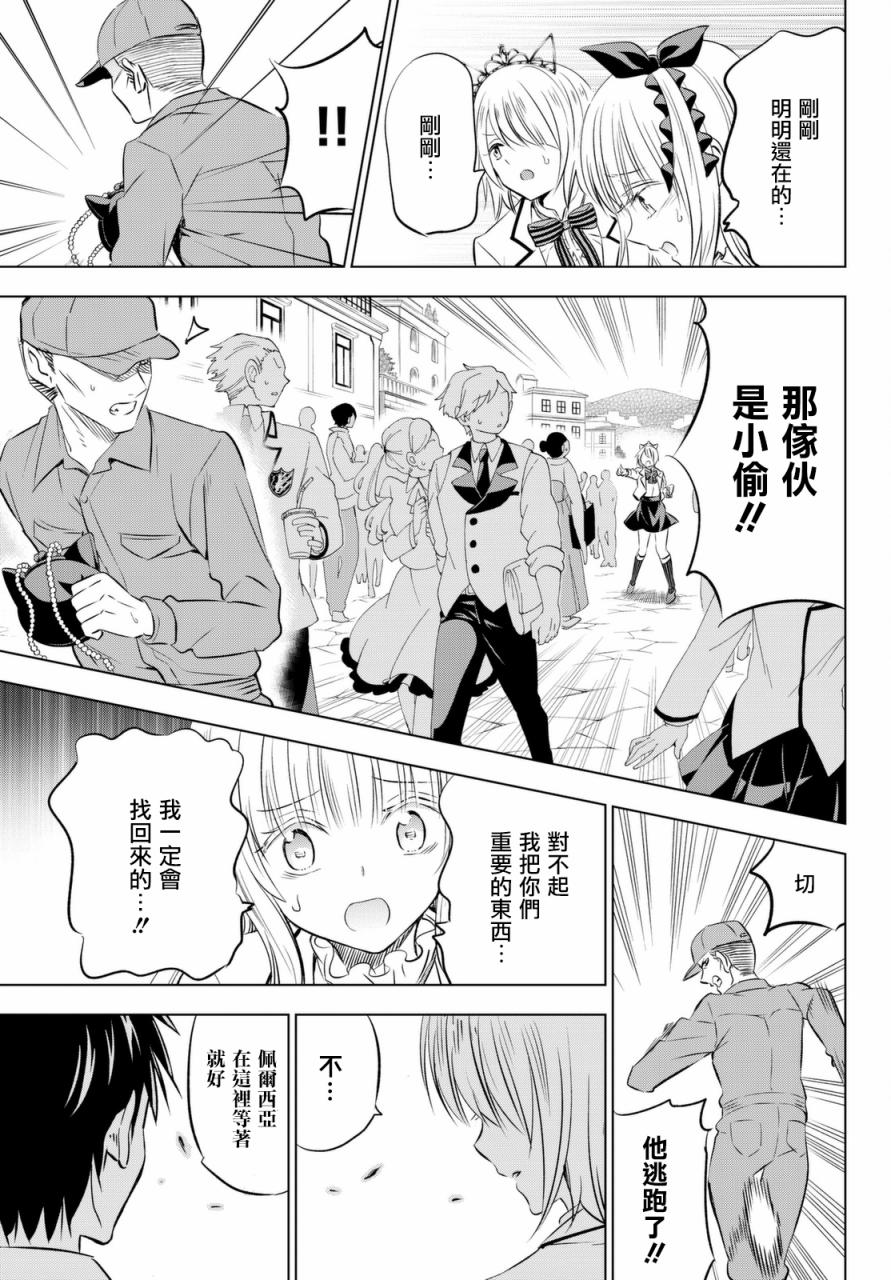 剛剛
明明還在的…
剛剛…
!!
那傢伙
是小偷!!
切
他逃跑了!!
對不起
我把你們
重要的東西…
我一定會
找回來的…!!
不…
佩爾西亞
在這裡等著
就好